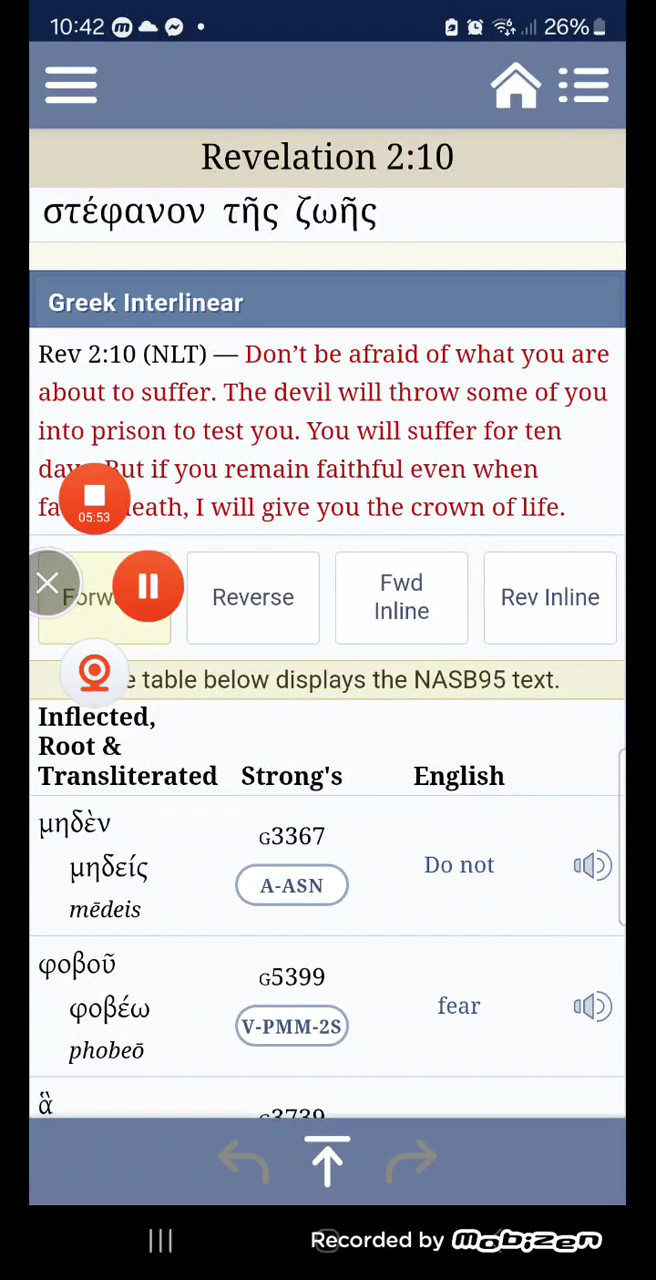 10:42
26%
Revelation 2:10
στέφανον τῆς ζωῆς
Greek Interlinear
Rev 2:10 (NLT) — Don't be afraid of what you are
about to suffer. The devil will throw some of you
into prison to test you. You will suffer for ten
But if you remain faithful even when
I will give you the crown of life.
05:53
Reverse
Fwd
Inline
Rev Inline
table below displays the NASB95 text.
Inflected,
Root &
Transliterated Strong's English
μηδὲν
μηδείς
mēdeis
G3367
A-ASN
Do not
φοβοῦ
φοβέω
phobeō
G5399
V-PMM-2S
fear
ἃ
G3739
Recorded by mobizen